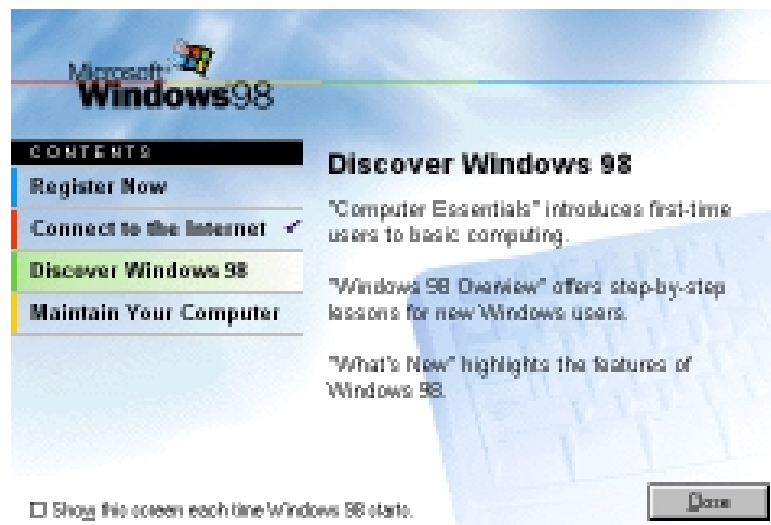 Microsoft
Windows 98
CONTENTS
Register Now
Connect to the Internet
Discover Windows 98
Maintain Your Computer
Discover Windows 98
"Computer Essentials" introduces first-time
users to basic computing.
"Windows 98 Overview" offers step-by-step
lessons for new Windows users.
"What's New" highlights the features of
Windows 98.
Show this screen each time Windows 98 starts.
Close